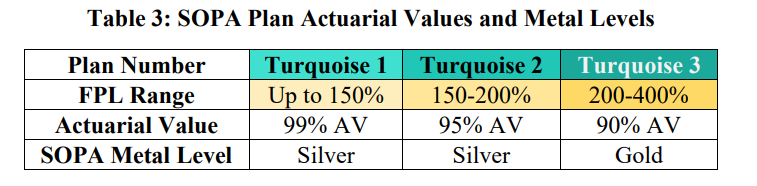 Table 3: SOPA Plan Actuarial Values and Metal Levels
Plan Number Turquoise 1 Turquoise 2 Turquoise 3
FPL Range Up to 150% 150-200% 200-400%
Actuarial Value 99% AV 95% AV 90% AV
SOPA Metal Level Silver Silver Gold